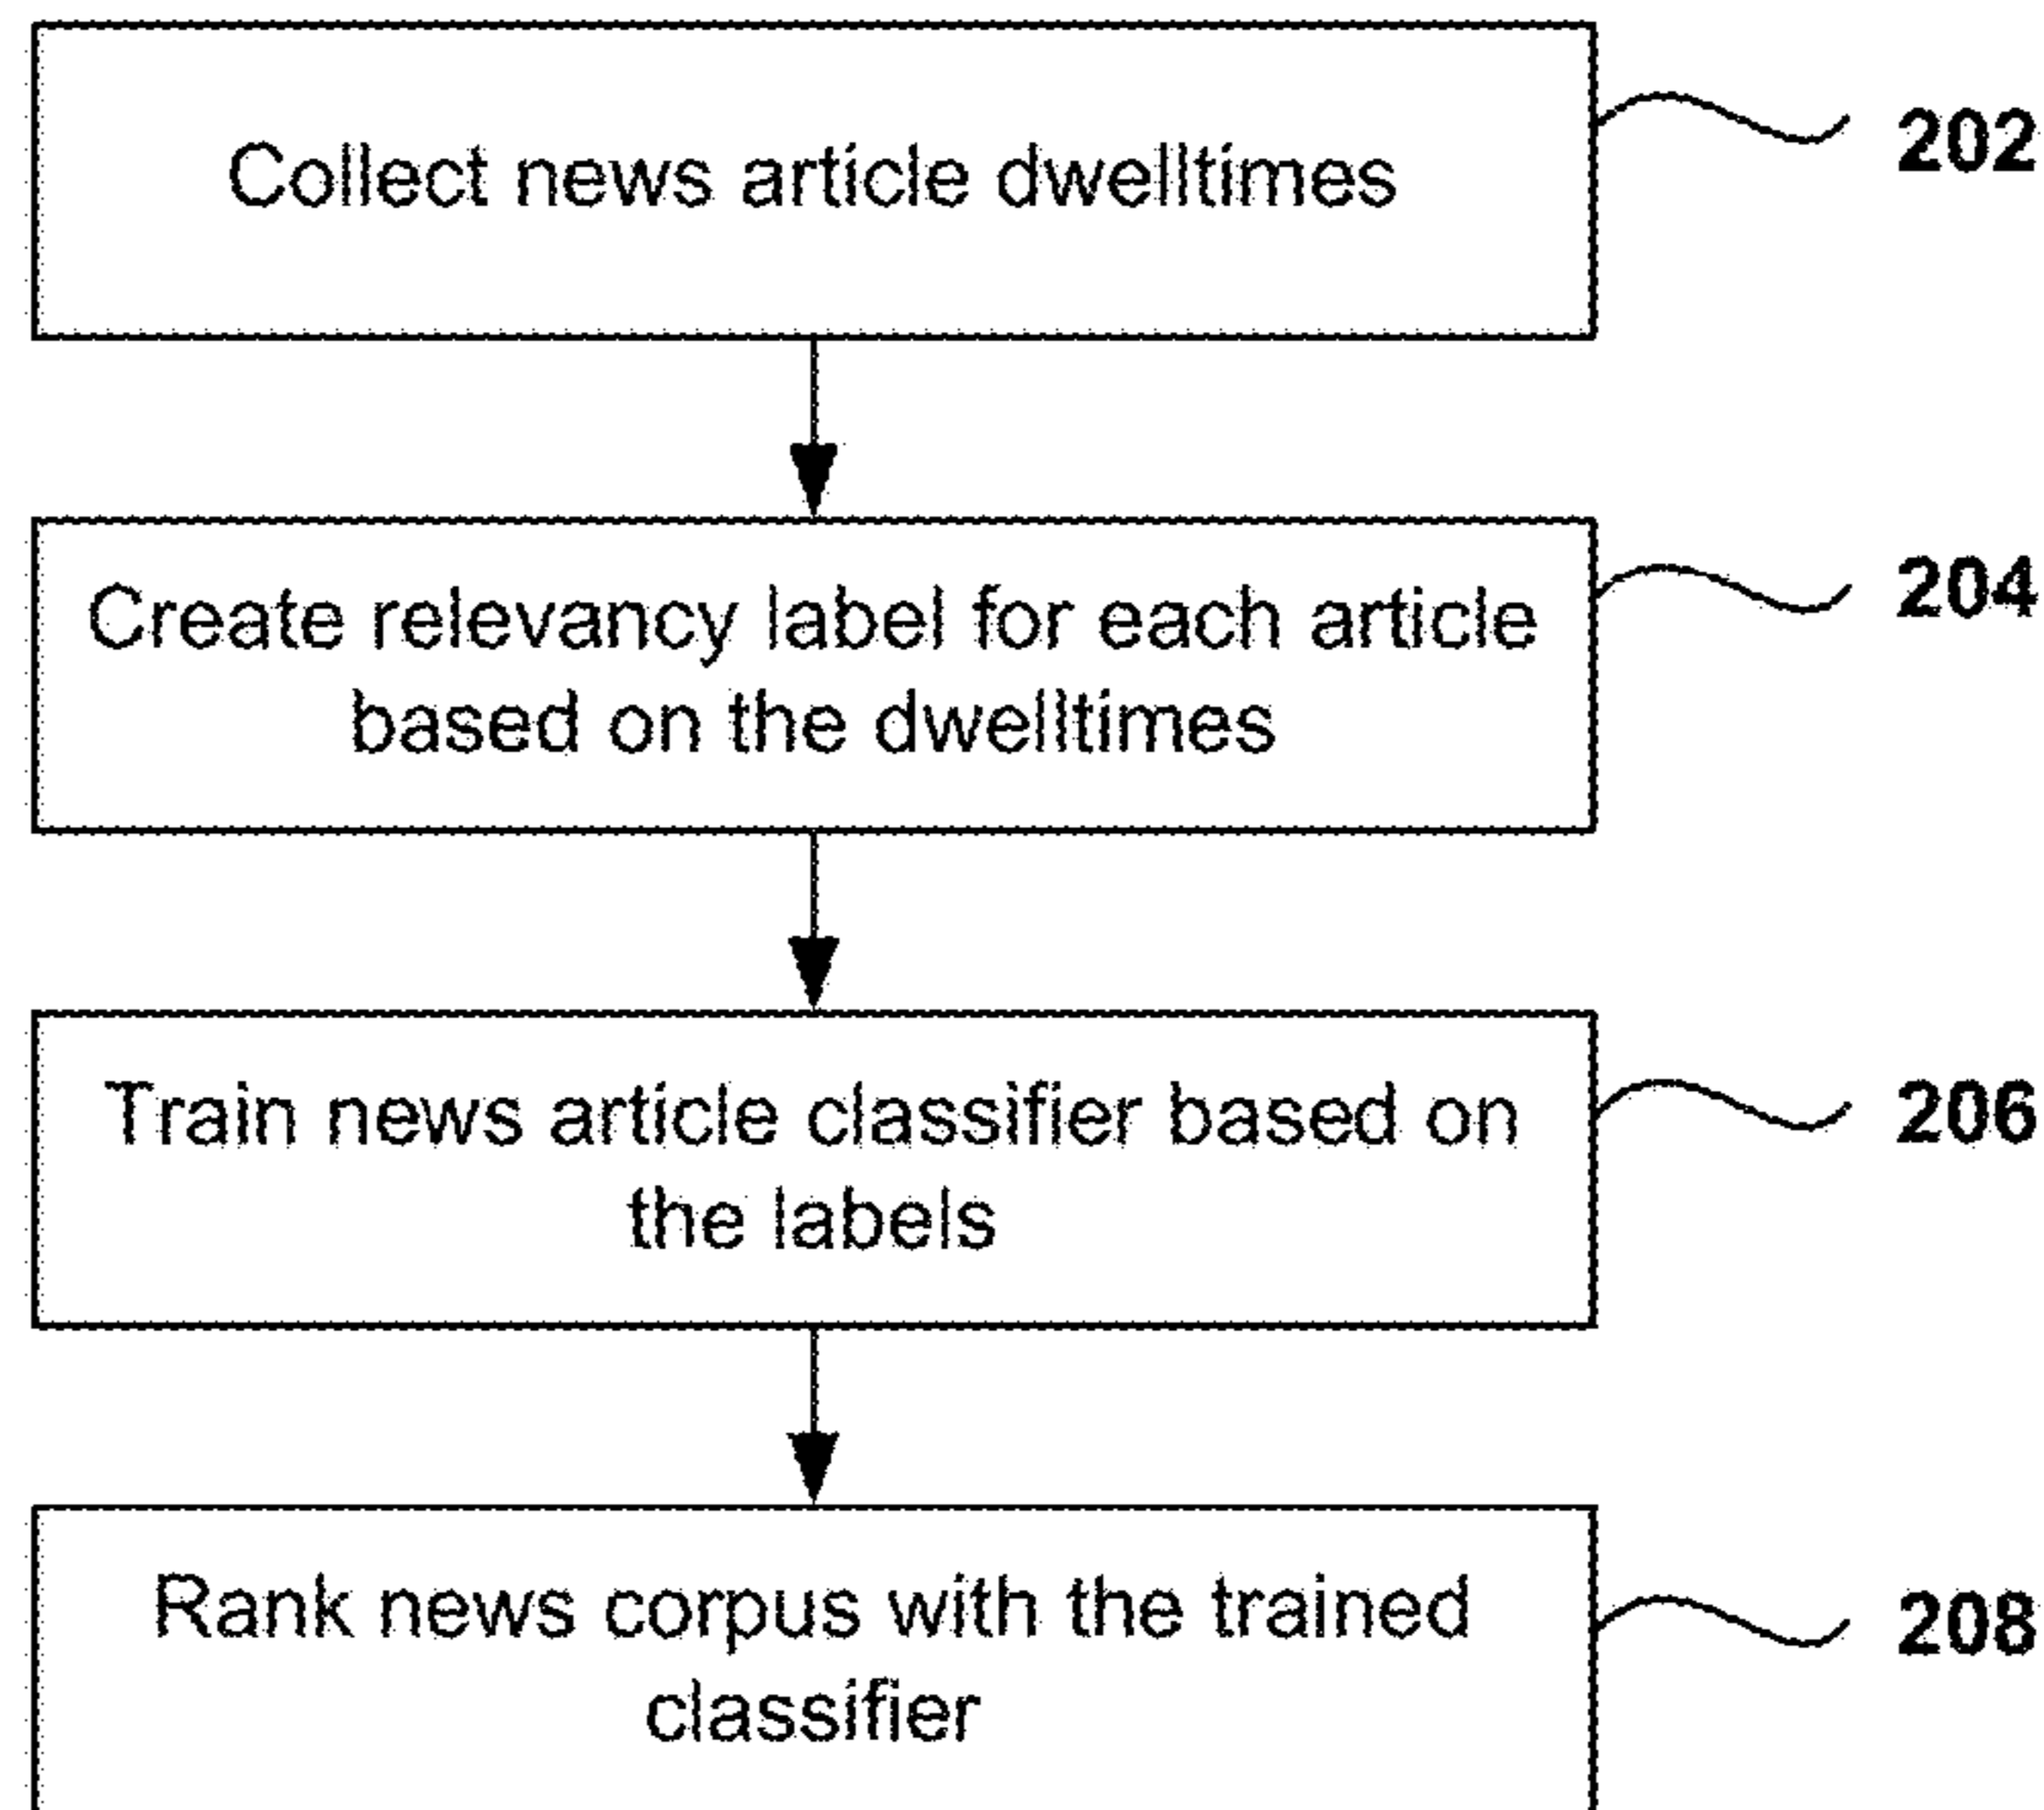 Collect news article dwelltimes
202
Create relevancy label for each article
based on the dwelltimes
204
Train news article classifier based on
the labels
206
Rank news corpus with the trained
classifier
208